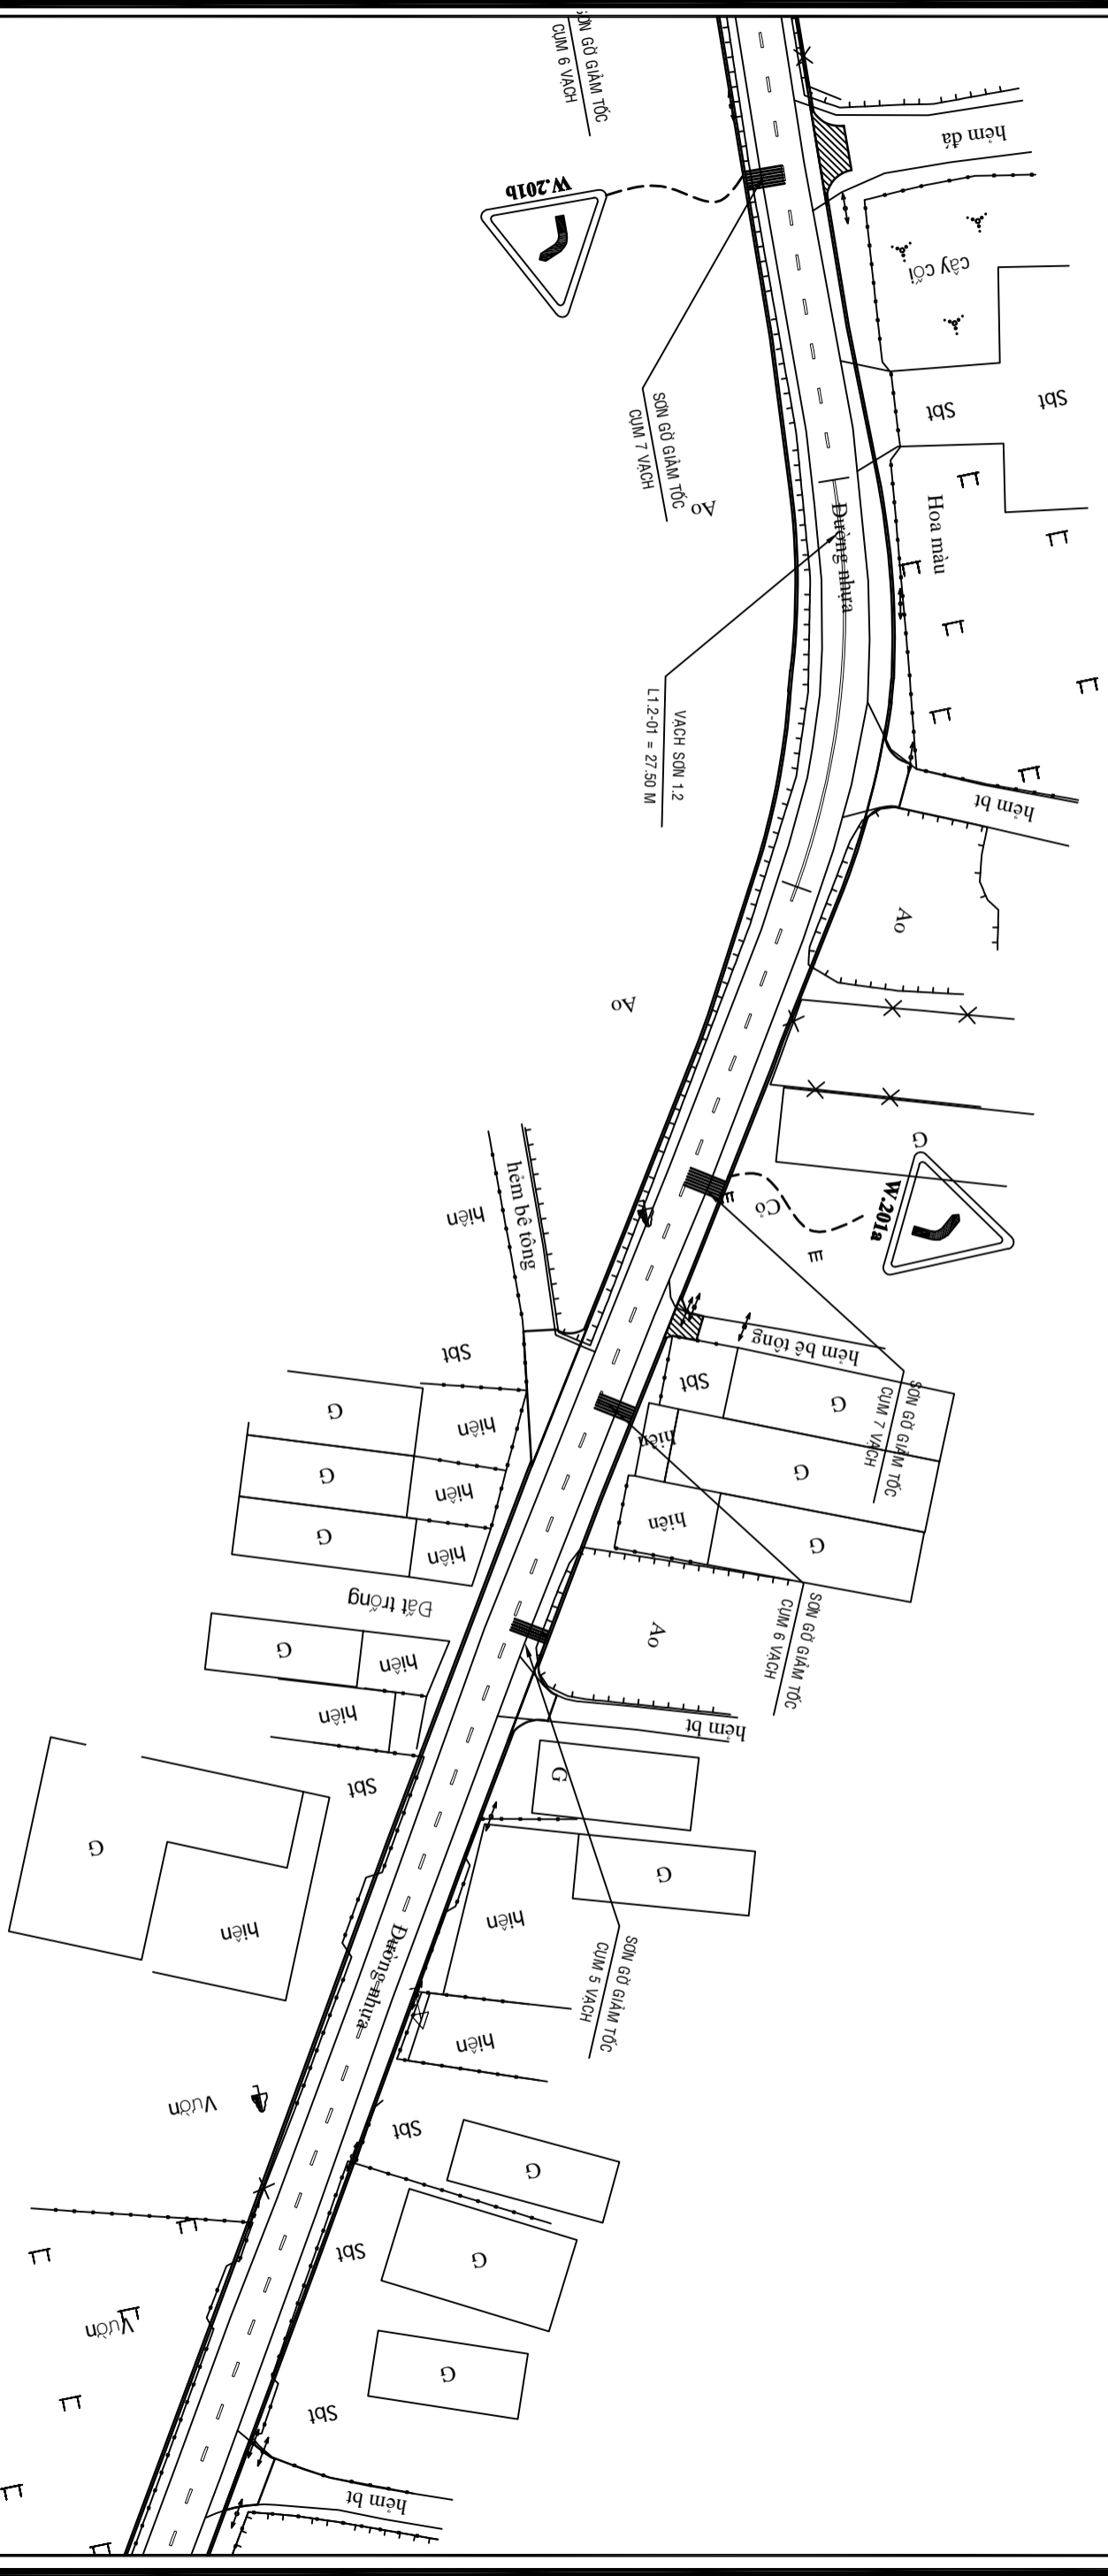 SƠN GỜ GIẢM TỐC
CỤM 6 VẠCH
hẻm đá
W.201b
cây cối
Sbt
Sbt
SƠN GỜ GIẢM TỐC
CỤM 7 VẠCH
Ao
Hoa màu
Đường nhựa
VẠCH SƠN 1.2
L1.2-01 = 27.50 M
hẻm bt
Ao
Ao
G
W.201a
Cỏ
hẻm bê tông
hiên
hẻm bê tông
Sbt
Sbt
G
SƠN GỜ GIẢM TỐC
CỤM 7 VẠCH
G
hiên
hiên
G
G
hiên
hiên
G
G
hiên
Đất trống
SƠN GỜ GIẢM TỐC
CỤM 6 VẠCH
Ao
G
hiên
hiên
hẻm bt
Sbt
G
G
G
hiên
hiên
SƠN GỜ GIẢM TỐC
CỤM 5 VẠCH
Đường nhựa
hiên
Vườn
Sbt
G
Sbt
G
Vườn
G
Sbt
hẻm bt